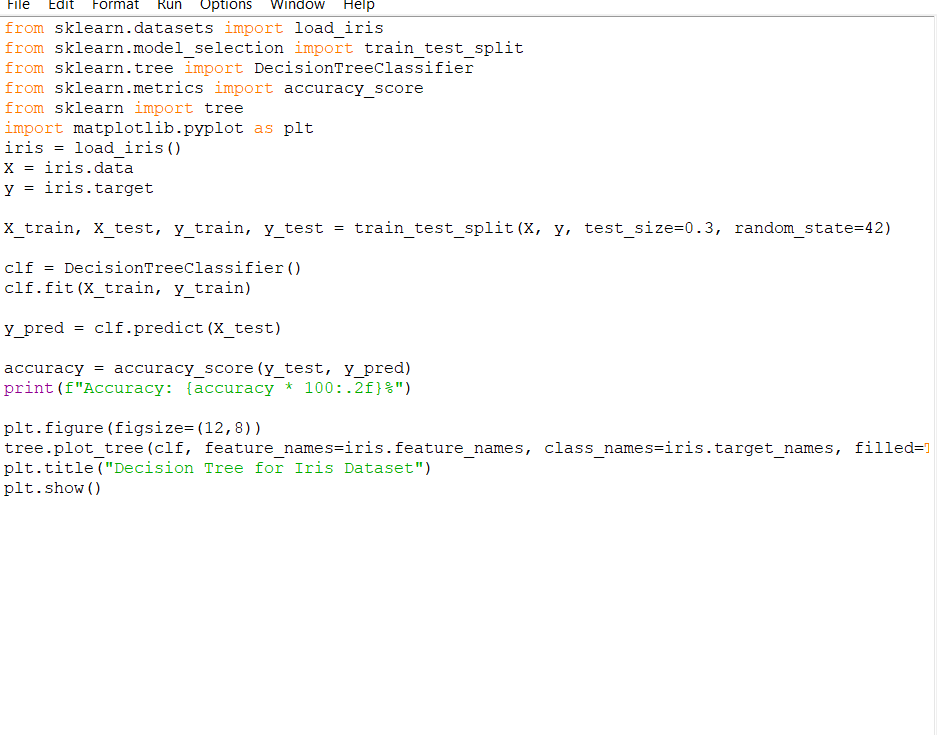 File Edit Format Run Options Window Help
from sklearn.datasets import load_iris
from sklearn.model_selection import train_test_split
from sklearn.tree import DecisionTreeClassifier
from sklearn.metrics import accuracy_score
from sklearn import tree
import matplotlib.pyplot as plt
iris = load_iris()
X = iris.data
y = iris.target
X_train, X_test, y_train, y_test = train_test_split(X, y, test_size=0.3, random_state=42)
clf = DecisionTreeClassifier()
clf.fit(X_train, y_train)
y_pred = clf.predict(X_test)
accuracy = accuracy_score(y_test, y_pred)
print(f"Accuracy: {accuracy * 100:.2f}%")
plt.figure(figsize=(12,8))
tree.plot_tree(clf, feature_names=iris.feature_names, class_names=iris.target_names, filled=
plt.title("Decision Tree for Iris Dataset")
plt.show()